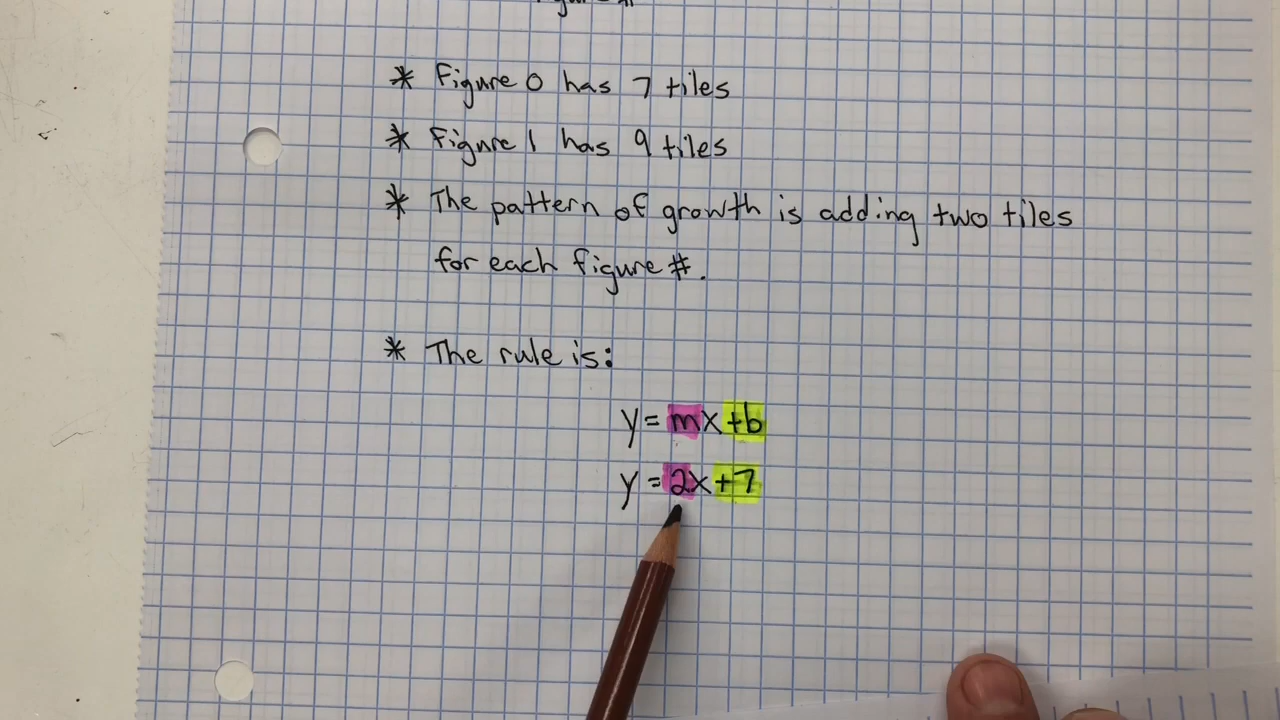 * Figure 0 has 7 tiles
* Figure 1 has 9 tiles
* The pattern of growth is adding two tiles
for each figure #.
* The rule is:
y = mx + b
y = 2x + 7